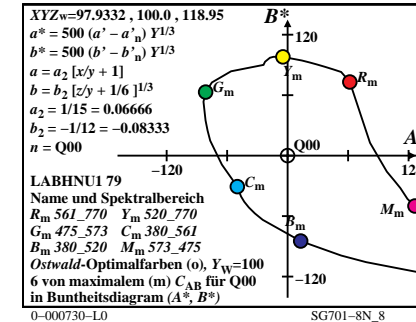 XYZw=97.9332, 100.0, 118.95
a* = 500 (a' − a'n) Y1/3
b* = 500 (b' − b'n) Y1/3
a = a2 [x/y + 1]
b = b2 [z/y + 1/6 ]1/3
a2 = 1/15 = 0.06666
b2 = −1/12 = −0.08333
n = Q00
B*
120
Ym
Rm
Gm
Q00
A
−120
12
Cm
Mm
Bm
−120
LABHNU1 79
Name und Spektralbereich
Rm 561_770 Ym 520_770
Gm 475_573 Cm 380_561
Bm 380_520 Mm 573_475
Ostwald-Optimalfarben (o), YW=100
6 von maximalem (m) CAB für Q00
in Buntheitsdiagram (A*, B*)
0-000730-L0
SG701-8N_8